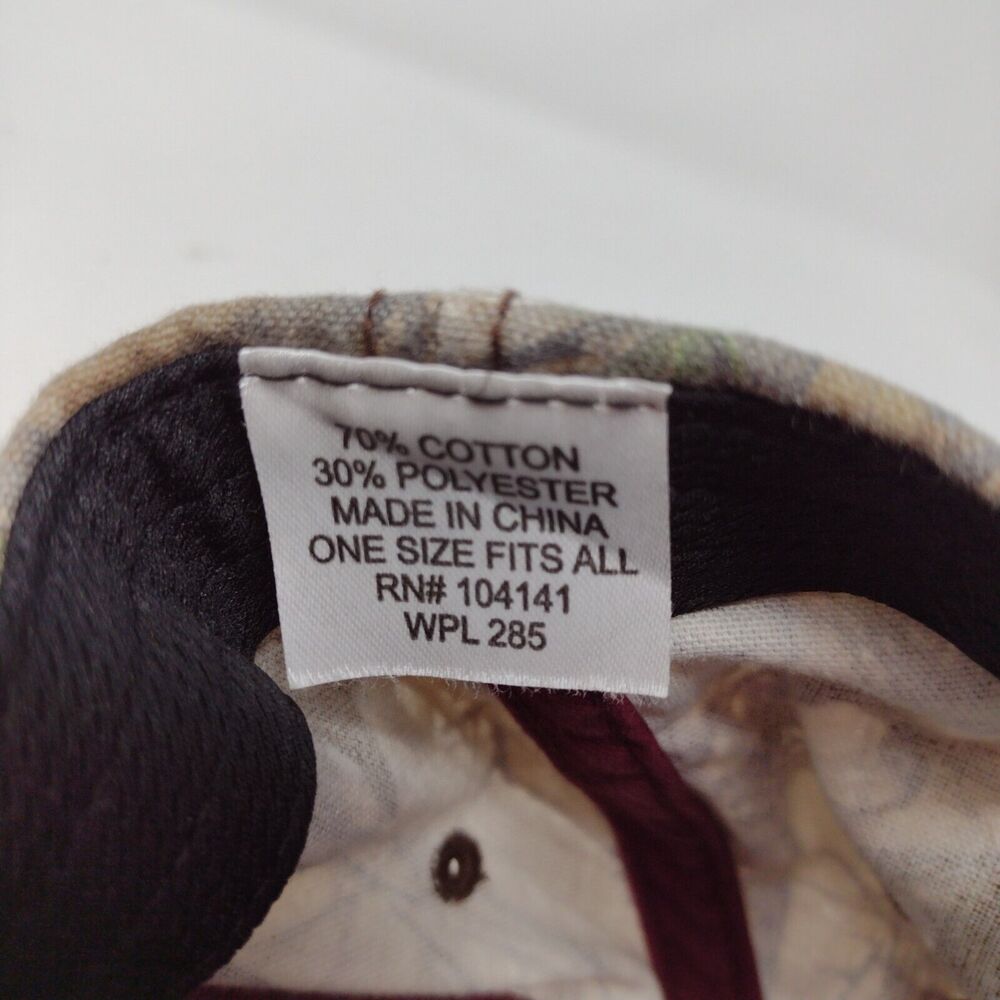 70% COTTON
30% POLYESTER
MADE IN CHINA
ONE SIZE FITS ALL
RN# 104141
WPL 285